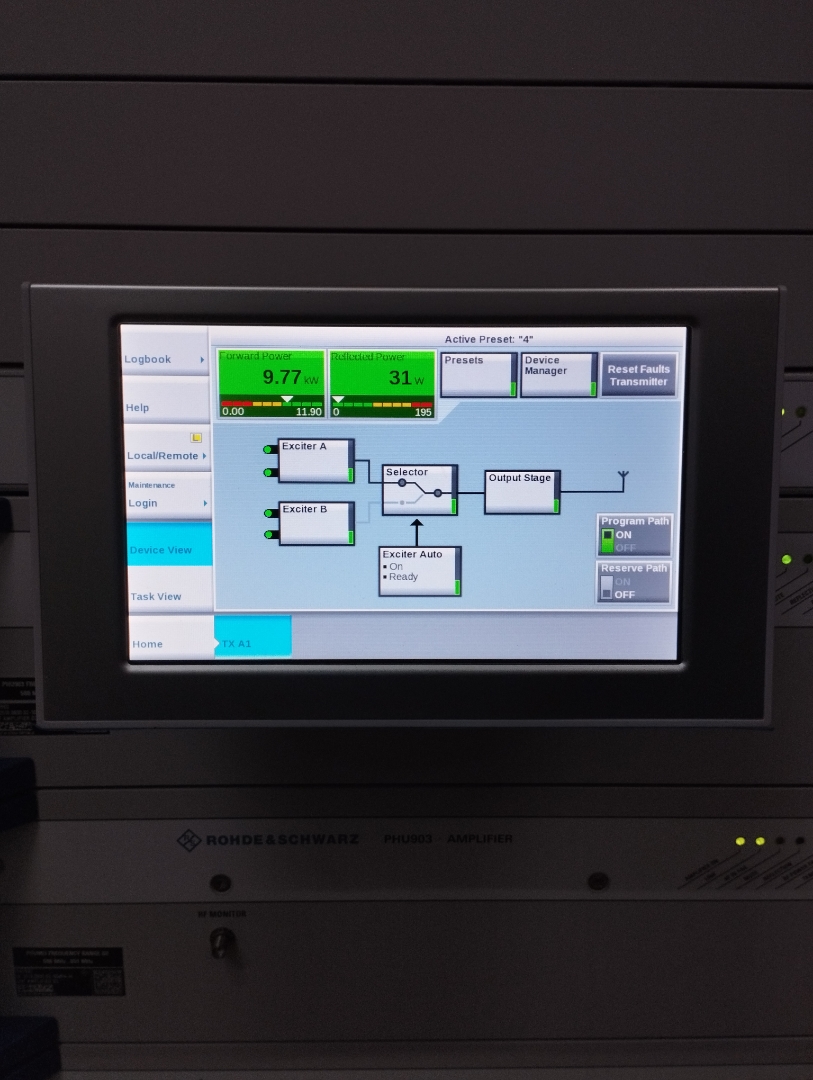 Active Preset: "4"
Logbook
Forward Power
9.77 kW
0.00 11.90
Reflected Power
31 W
0 195
Presets
Device
Manager
Reset Faults
Transmitter
Help
Local/Remote
Maintenance
Login
Device View
Task View
Home
TX A1
Exciter A
Exciter B
Selector
Output Stage
Exciter Auto
On
Ready
Program Path
ON
OFF
Reserve Path
ON
OFF
ROHDE&SCHWARZ PHU903 - AMPLIFIER
RF MONITOR